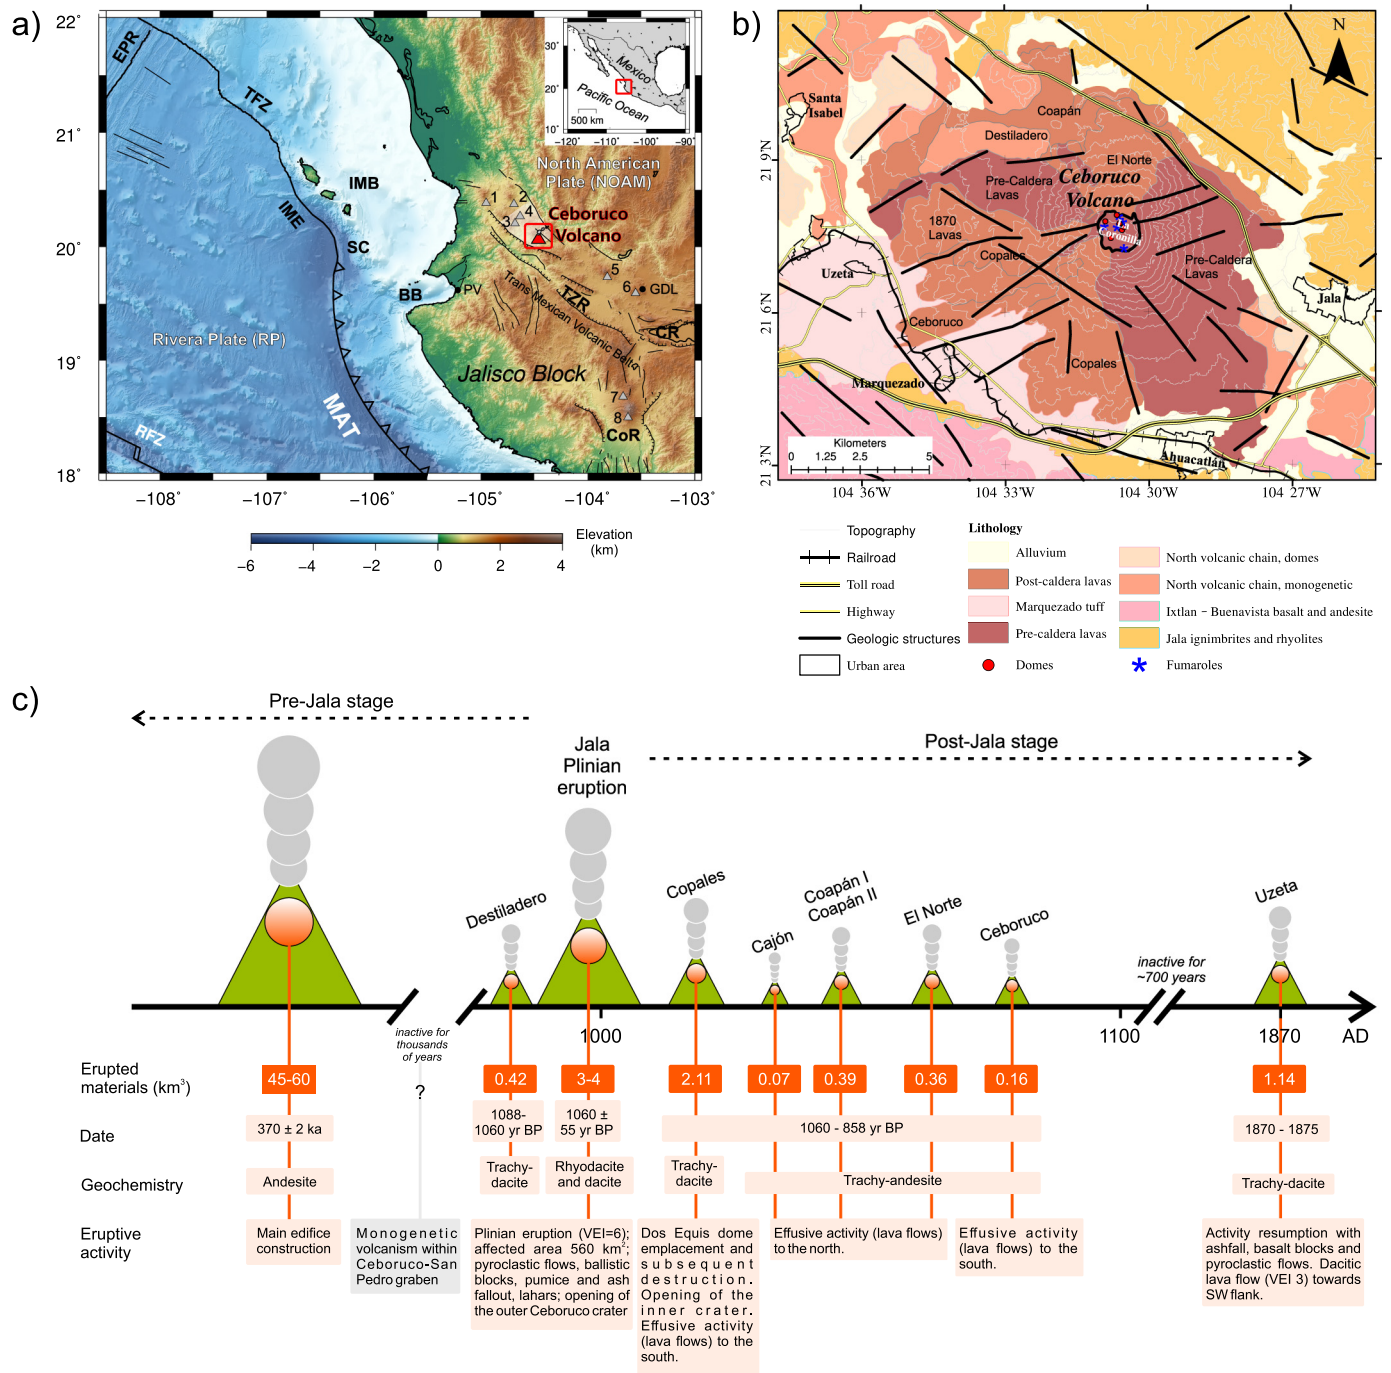 a)
22°
21°
20°
19°
18°
−108
−107
−106
−105
−104
−103
EPR
TFZ
IMB
IME
SC
BB
PV
Rivera Plate (RP)
MAT
RFZ
Jalisco Block
North American
Plate (NOAM)
Ceboruco
Volcano
1
2
3
4
5
6
7
8
GDL
TZR
CR
CoR
Trans Mexican Volcanic Belt
Mexico
Pacific Ocean
500 km
30°
20°
10°
−120
−110
−100
−90
−6
−4
−2
0
2
4
Elevation
(km)
b)
N
Santa
Isabel
Coapán
Destiladero
El Norte
Ceboruco
Volcano
Pre-Caldera
Lavas
1870
Lavas
Copales
La
Coronilla
Pre-Caldera
Lavas
Uzeta
Jala
Ceboruco
Marquezado
Copales
Ahuacatlán
Kilometers
0
1.25
2.5
5
21 9'N
21 6'N
21 3'N
104 36'W
104 33'W
104 30'W
104 27'W
Topography
Railroad
Toll road
Highway
Geologic structures
Urban area
Lithology
Alluvium
Post-caldera lavas
Marquezado tuff
Pre-caldera lavas
Domes
North volcanic chain, domes
North volcanic chain, monogenetic
Ixtlan − Buenavista basalt and andesite
Jala ignimbrites and rhyolites
Fumaroles
c)
Pre-Jala stage
Jala
Plinian
eruption
Post-Jala stage
Destiladero
Copales
Cajón
Coapán I
Coapán II
El Norte
Ceboruco
Uzeta
inactive for
~700 years
inactive for
thousands
of years
?
1000
1100
1870
AD
Erupted
materials (km³)
45-60
0.42
3-4
2.11
0.07
0.39
0.36
0.16
1.14
Date
370 ± 2 ka
1088-
1060 yr BP
1060 ±
55 yr BP
1060 - 858 yr BP
1870 - 1875
Geochemistry
Andesite
Trachy-
dacite
Rhyodacite
and dacite
Trachy-
dacite
Trachy-andesite
Trachy-dacite
Eruptive
activity
Main edifice
construction
Monogenetic
volcanism within
Ceboruco-San
Pedro graben
Plinian eruption (VEI=6);
affected area 560 km²;
pyroclastic flows, ballistic
blocks, pumice and ash
fallout, lahars; opening of
the outer Ceboruco crater
Dos Equis dome
emplacement and
subsequent
destruction.
Opening of the
inner crater.
Effusive activity
(lava flows) to the
south.
Effusive activity (lava flows)
to the north.
Effusive activity
(lava flows) to the
south.
Activity resumption with
ashfall, basalt blocks and
pyroclastic flows. Dacitic
lava flow (VEI 3) towards
SW flank.